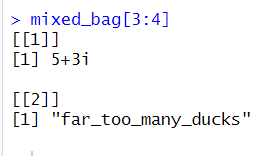 > mixed_bag[3:4]
[[1]]
[1] 5+3i

[[2]]
[1] "far_too_many_ducks"